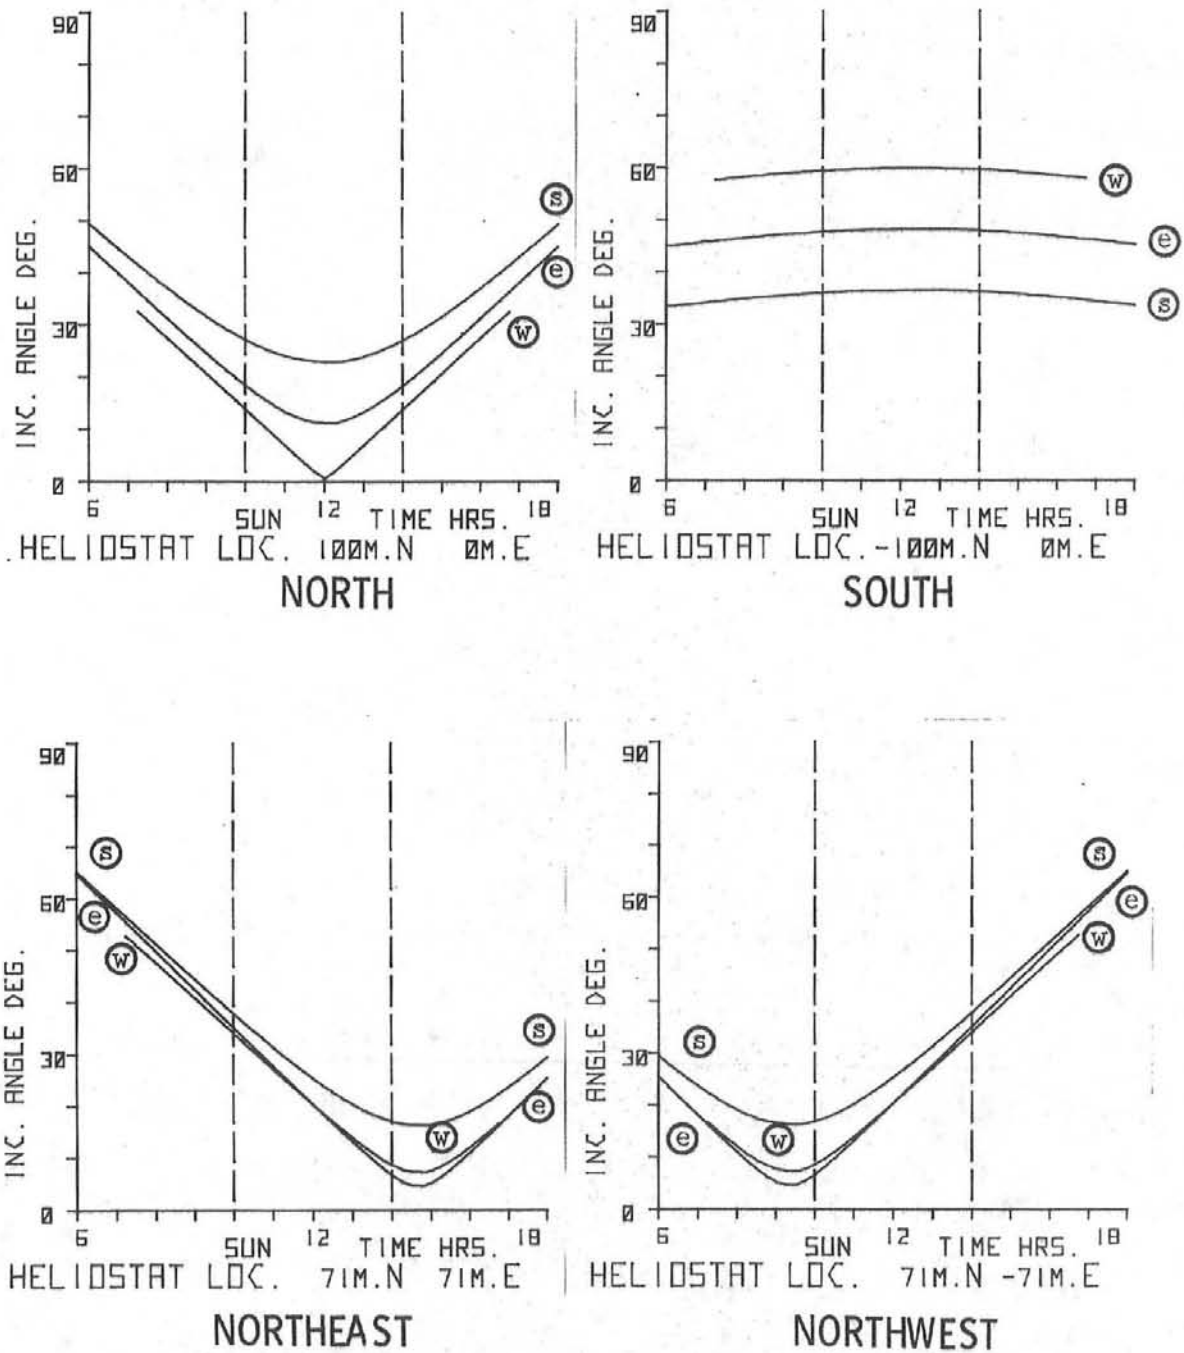 90
60
30
0
INC. ANGLE DEG.
s
e
w
6 12 18
SUN TIME HRS.
HELIOSTAT LOC. 100M.N 0M.E
NORTH
90
60
30
0
INC. ANGLE DEG.
w
e
s
6 12 18
SUN TIME HRS.
HELIOSTAT LOC. -100M.N 0M.E
SOUTH
90
60
30
0
INC. ANGLE DEG.
s
e
w
s
w
e
6 12 18
SUN TIME HRS.
HELIOSTAT LOC. 71M.N 71M.E
NORTHEAST
90
60
30
0
INC. ANGLE DEG.
s
e
w
s
e
w
6 12 18
SUN TIME HRS.
HELIOSTAT LOC. 71M.N -71M.E
NORTHWEST